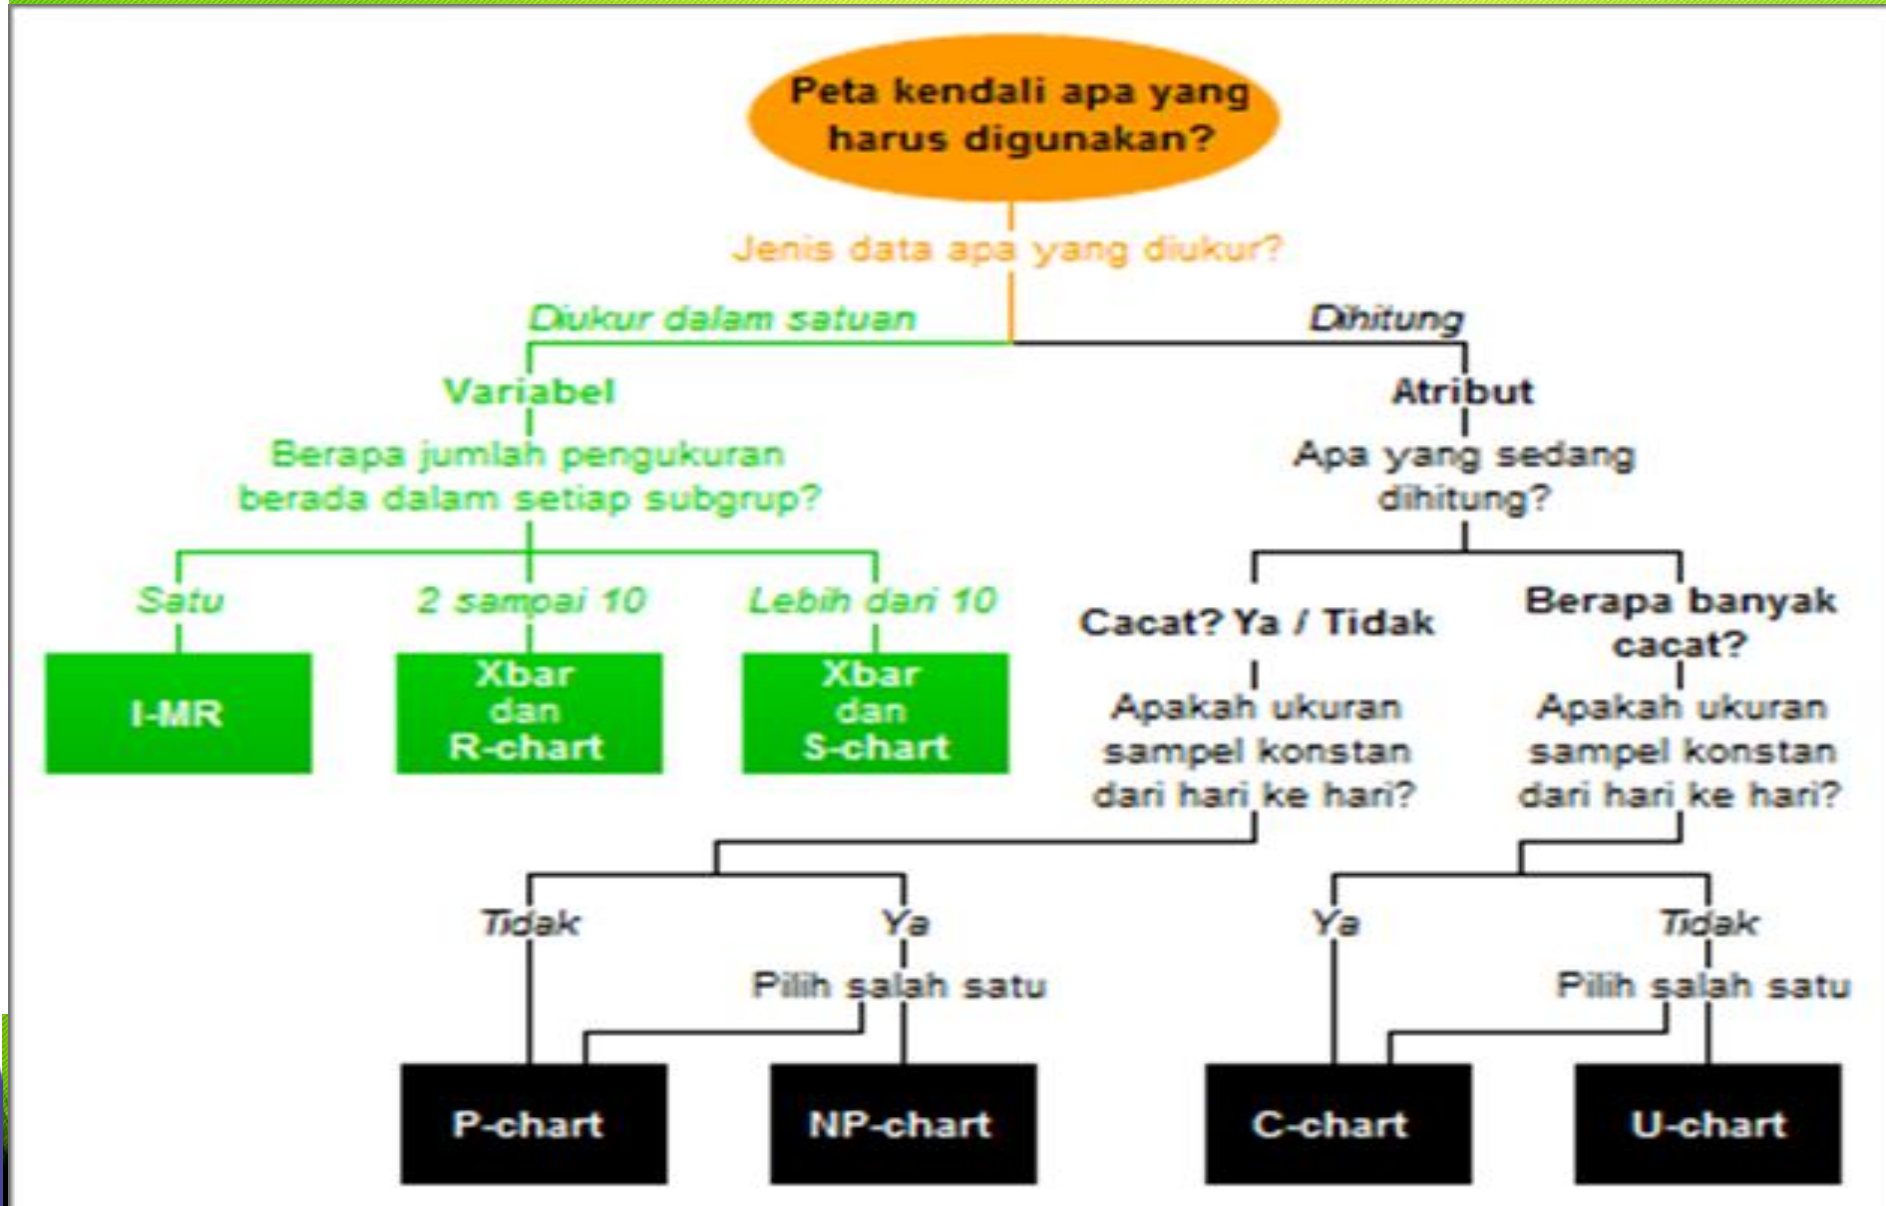 Peta kendali apa yang
harus digunakan?
Jenis data apa yang diukur?
Diukur dalam satuan
Dihitung
Variabel
Atribut
Berapa jumlah pengukuran
berada dalam setiap subgrup?
Apa yang sedang
dihitung?
Satu
2 sampai 10
Lebih dari 10
Cacat? Ya / Tidak
Berapa banyak
cacat?
I-MR
Xbar
dan
R-chart
Xbar
dan
S-chart
Apakah ukuran
sampel konstan
dari hari ke hari?
Apakah ukuran
sampel konstan
dari hari ke hari?
Tidak
Ya
Ya
Tidak
Pilih salah satu
Pilih salah satu
P-chart
NP-chart
C-chart
U-chart